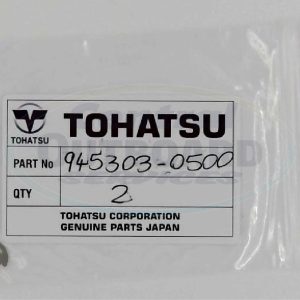 TOHATSU
TOHATSU
PART No 945303-0500
QTY 2
TOHATSU CORPORATION
GENUINE PARTS JAPAN